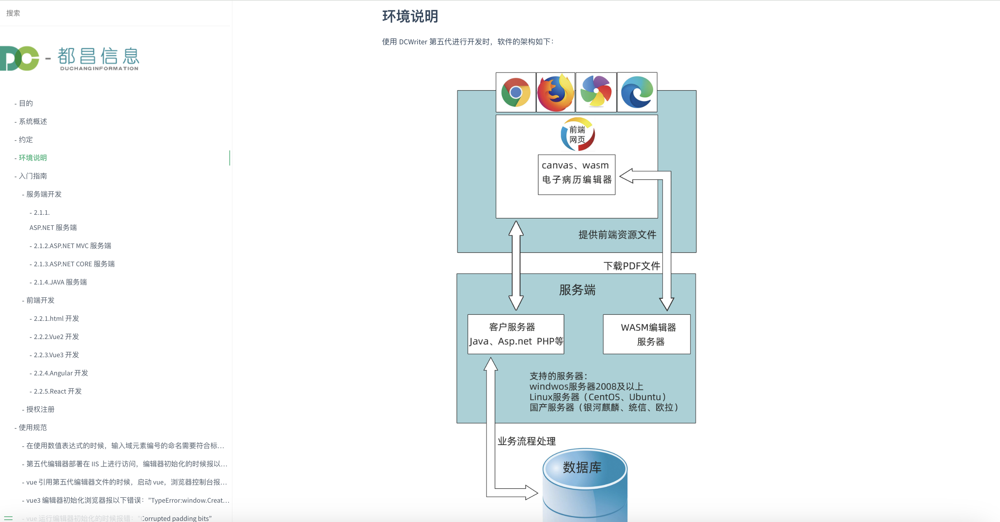 搜索
DC - 都昌信息
DUCHANGINFORMATION
- 目的
- 系统概述
- 约定
- 环境说明
- 入门指南
- 服务端开发
- 2.1.1.
ASP.NET 服务端
- 2.1.2.ASP.NET MVC 服务端
- 2.1.3.ASP.NET CORE 服务端
- 2.1.4.JAVA 服务端
- 前端开发
- 2.2.1.html 开发
- 2.2.2.Vue2 开发
- 2.2.3.Vue3 开发
- 2.2.4.Angular 开发
- 2.2.5.React 开发
- 授权注册
- 使用规范
- 在使用数值表达式的时候，输入域元素编号的命名需要符合标…
- 第五代编辑器部署在 IIS 上进行访问，编辑器初始化的时候报以…
- vue 引用第五代编辑器文件的时候，启动 vue，浏览器控制台报…
- vue3 编辑器初始化浏览器报以下错误：”TypeError:window.Creat…
- vue 运行编辑器初始化的时候报错：”Corrupted padding bits”
环境说明
使用 DCWriter 第五代进行开发时，软件的架构如下：
前端
网页
canvas、wasm
电子病历编辑器
提供前端资源文件
下载PDF文件
服务端
客户服务器
Java、Asp.net PHP等
WASM编辑器
服务器
支持的服务器：
windwos服务器2008及以上
Linux服务器（CentOS、Ubuntu）
国产服务器（银河麒麟、统信、欧拉）
业务流程处理
数据库